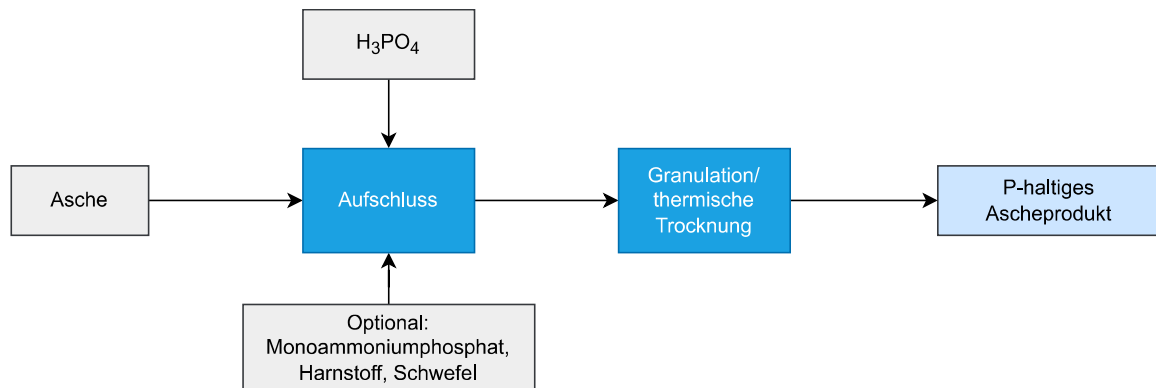 H₃PO₄
Asche
Aufschluss
Granulation/
thermische
Trocknung
P-haltiges
Ascheprodukt
Optional:
Monoammoniumphosphat,
Harnstoff, Schwefel